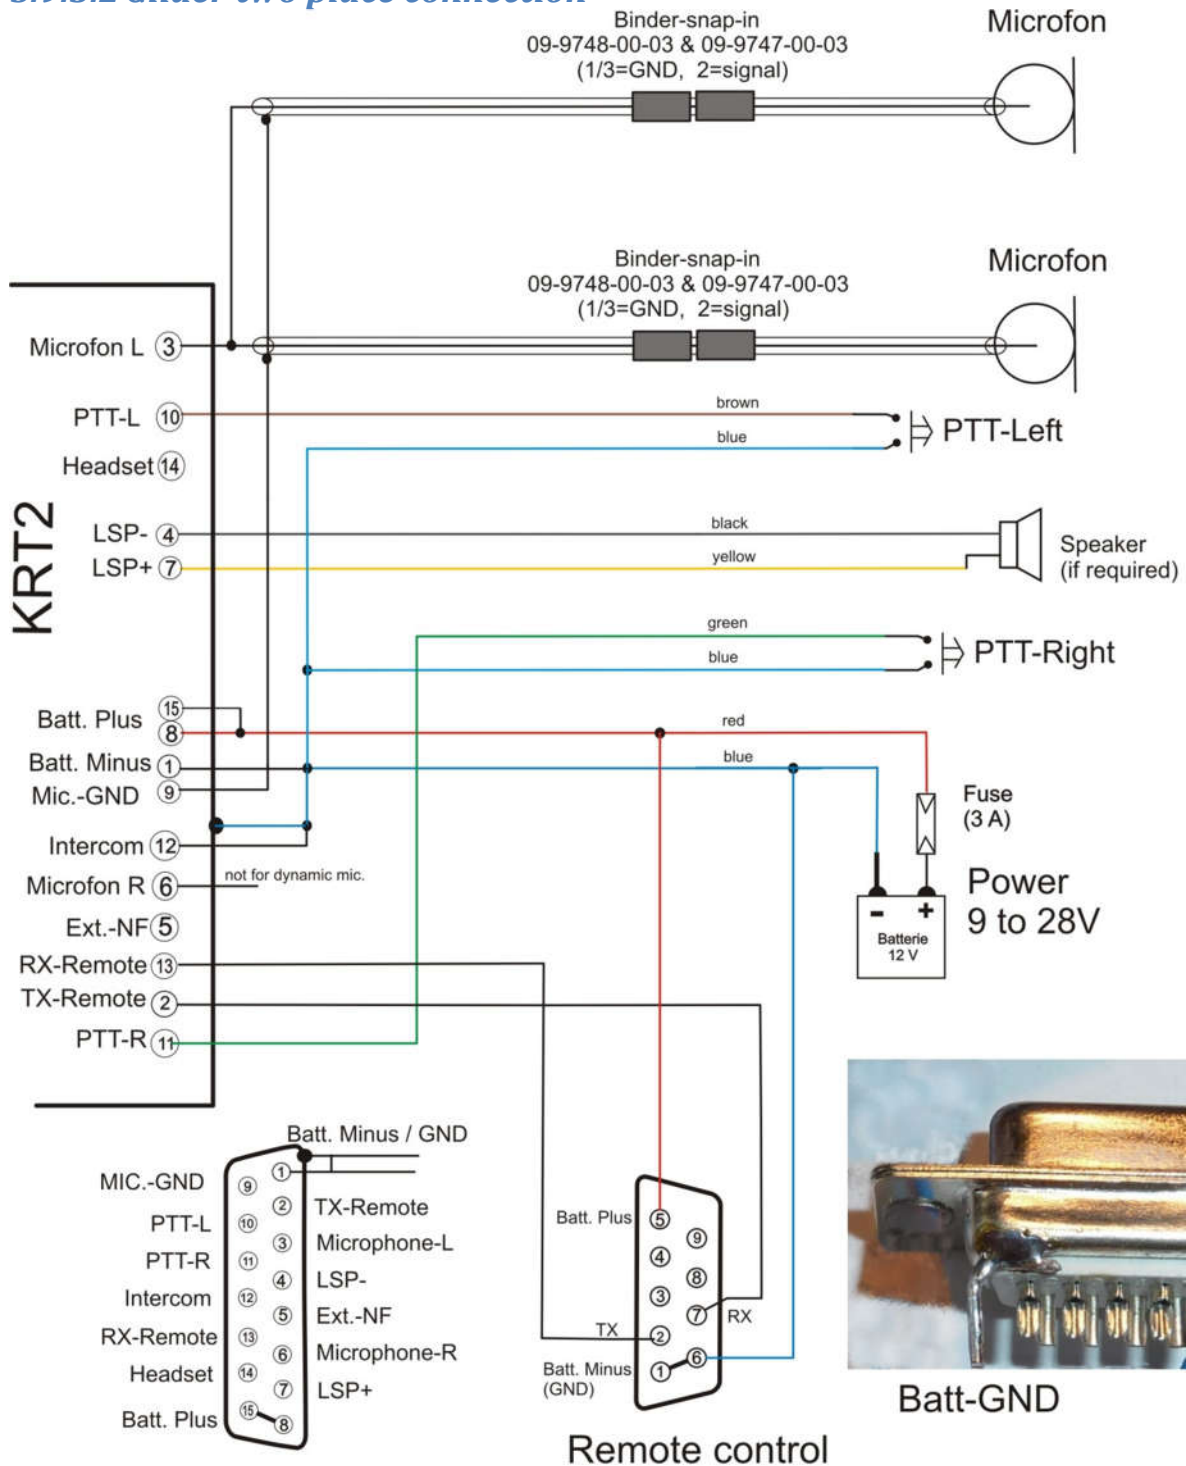 3.9.3.2 under two place connection
Binder-snap-in
09-9748-00-03 & 09-9747-00-03
(1/3=GND, 2=signal)
Microfon
Binder-snap-in
09-9748-00-03 & 09-9747-00-03
(1/3=GND, 2=signal)
Microfon
KRT2
Microfon L 3
PTT-L 10
brown
blue
PTT-Left
Headset 14
LSP- 4
black
LSP+ 7
yellow
Speaker
(if required)
green
blue
PTT-Right
15
Batt. Plus
8
red
Batt. Minus 1
blue
Mic.-GND 9
Fuse
(3 A)
Intercom 12
Microfon R 6
not for dynamic mic.
Power
9 to 28V
- +
Batterie
12 V
Ext.-NF 5
RX-Remote 13
TX-Remote 2
PTT-R 11
Batt. Minus / GND
1
MIC.-GND 9
2 TX-Remote
PTT-L 10
3 Microphone-L
PTT-R 11
4 LSP-
Intercom 12
5 Ext.-NF
RX-Remote 13
6 Microphone-R
Headset 14
7 LSP+
Batt. Plus 15
8
Batt. Plus 5
9
4
8
3
7 RX
TX 2
6
Batt. Minus 1
(GND)
Remote control
Batt-GND